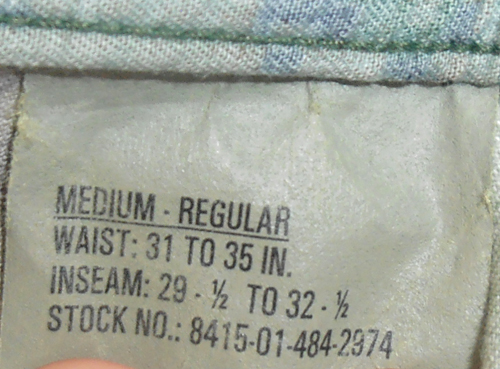 MEDIUM - REGULAR
WAIST: 31 TO 35 IN.
INSEAM: 29 - ½ TO 32 - ½
STOCK NO.: 8415-01-484-2974